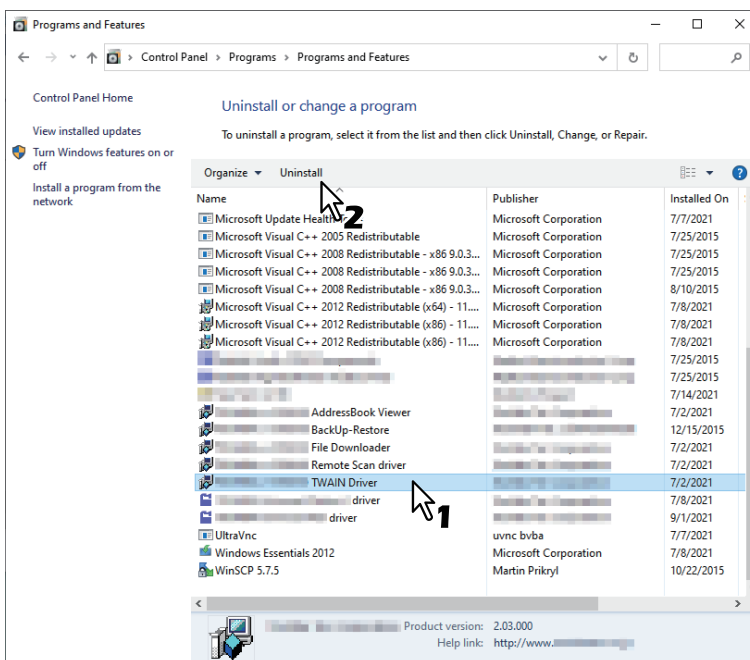 Programs and Features
Control Panel > Programs > Programs and Features
Control Panel Home
View installed updates
Turn Windows features on or
off
Install a program from the
network
Uninstall or change a program
To uninstall a program, select it from the list and then click Uninstall, Change, or Repair.
Organize Uninstall
2
Name Publisher Installed On
Microsoft Update Health Microsoft Corporation 7/7/2021
Microsoft Visual C++ 2005 Redistributable Microsoft Corporation 7/25/2015
Microsoft Visual C++ 2008 Redistributable - x86 9.0.3... Microsoft Corporation 7/25/2015
Microsoft Visual C++ 2008 Redistributable - x86 9.0.3... Microsoft Corporation 7/25/2015
Microsoft Visual C++ 2008 Redistributable - x86 9.0.3... Microsoft Corporation 8/10/2015
Microsoft Visual C++ 2012 Redistributable (x64) - 11.... Microsoft Corporation 7/8/2021
Microsoft Visual C++ 2012 Redistributable (x86) - 11.... Microsoft Corporation 7/8/2021
Microsoft Visual C++ 2012 Redistributable (x86) - 11.... Microsoft Corporation 7/8/2021
7/25/2015
7/25/2015
7/14/2021
AddressBook Viewer 7/2/2021
BackUp-Restore 12/15/2015
File Downloader 7/2/2021
Remote Scan driver 7/2/2021
TWAIN Driver 7/2/2021
driver 7/8/2021
1
driver 9/1/2021
UltraVnc uvnc bvba 7/7/2021
Windows Essentials 2012 Microsoft Corporation 7/8/2021
WinSCP 5.7.5 Martin Prikryl 10/22/2015
Product version: 2.03.000
Help link: http://www.